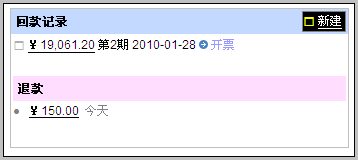 回款记录 新建
¥ 19,061.20 第2期 2010-01-28 开票
退款
¥ 150.00 今天